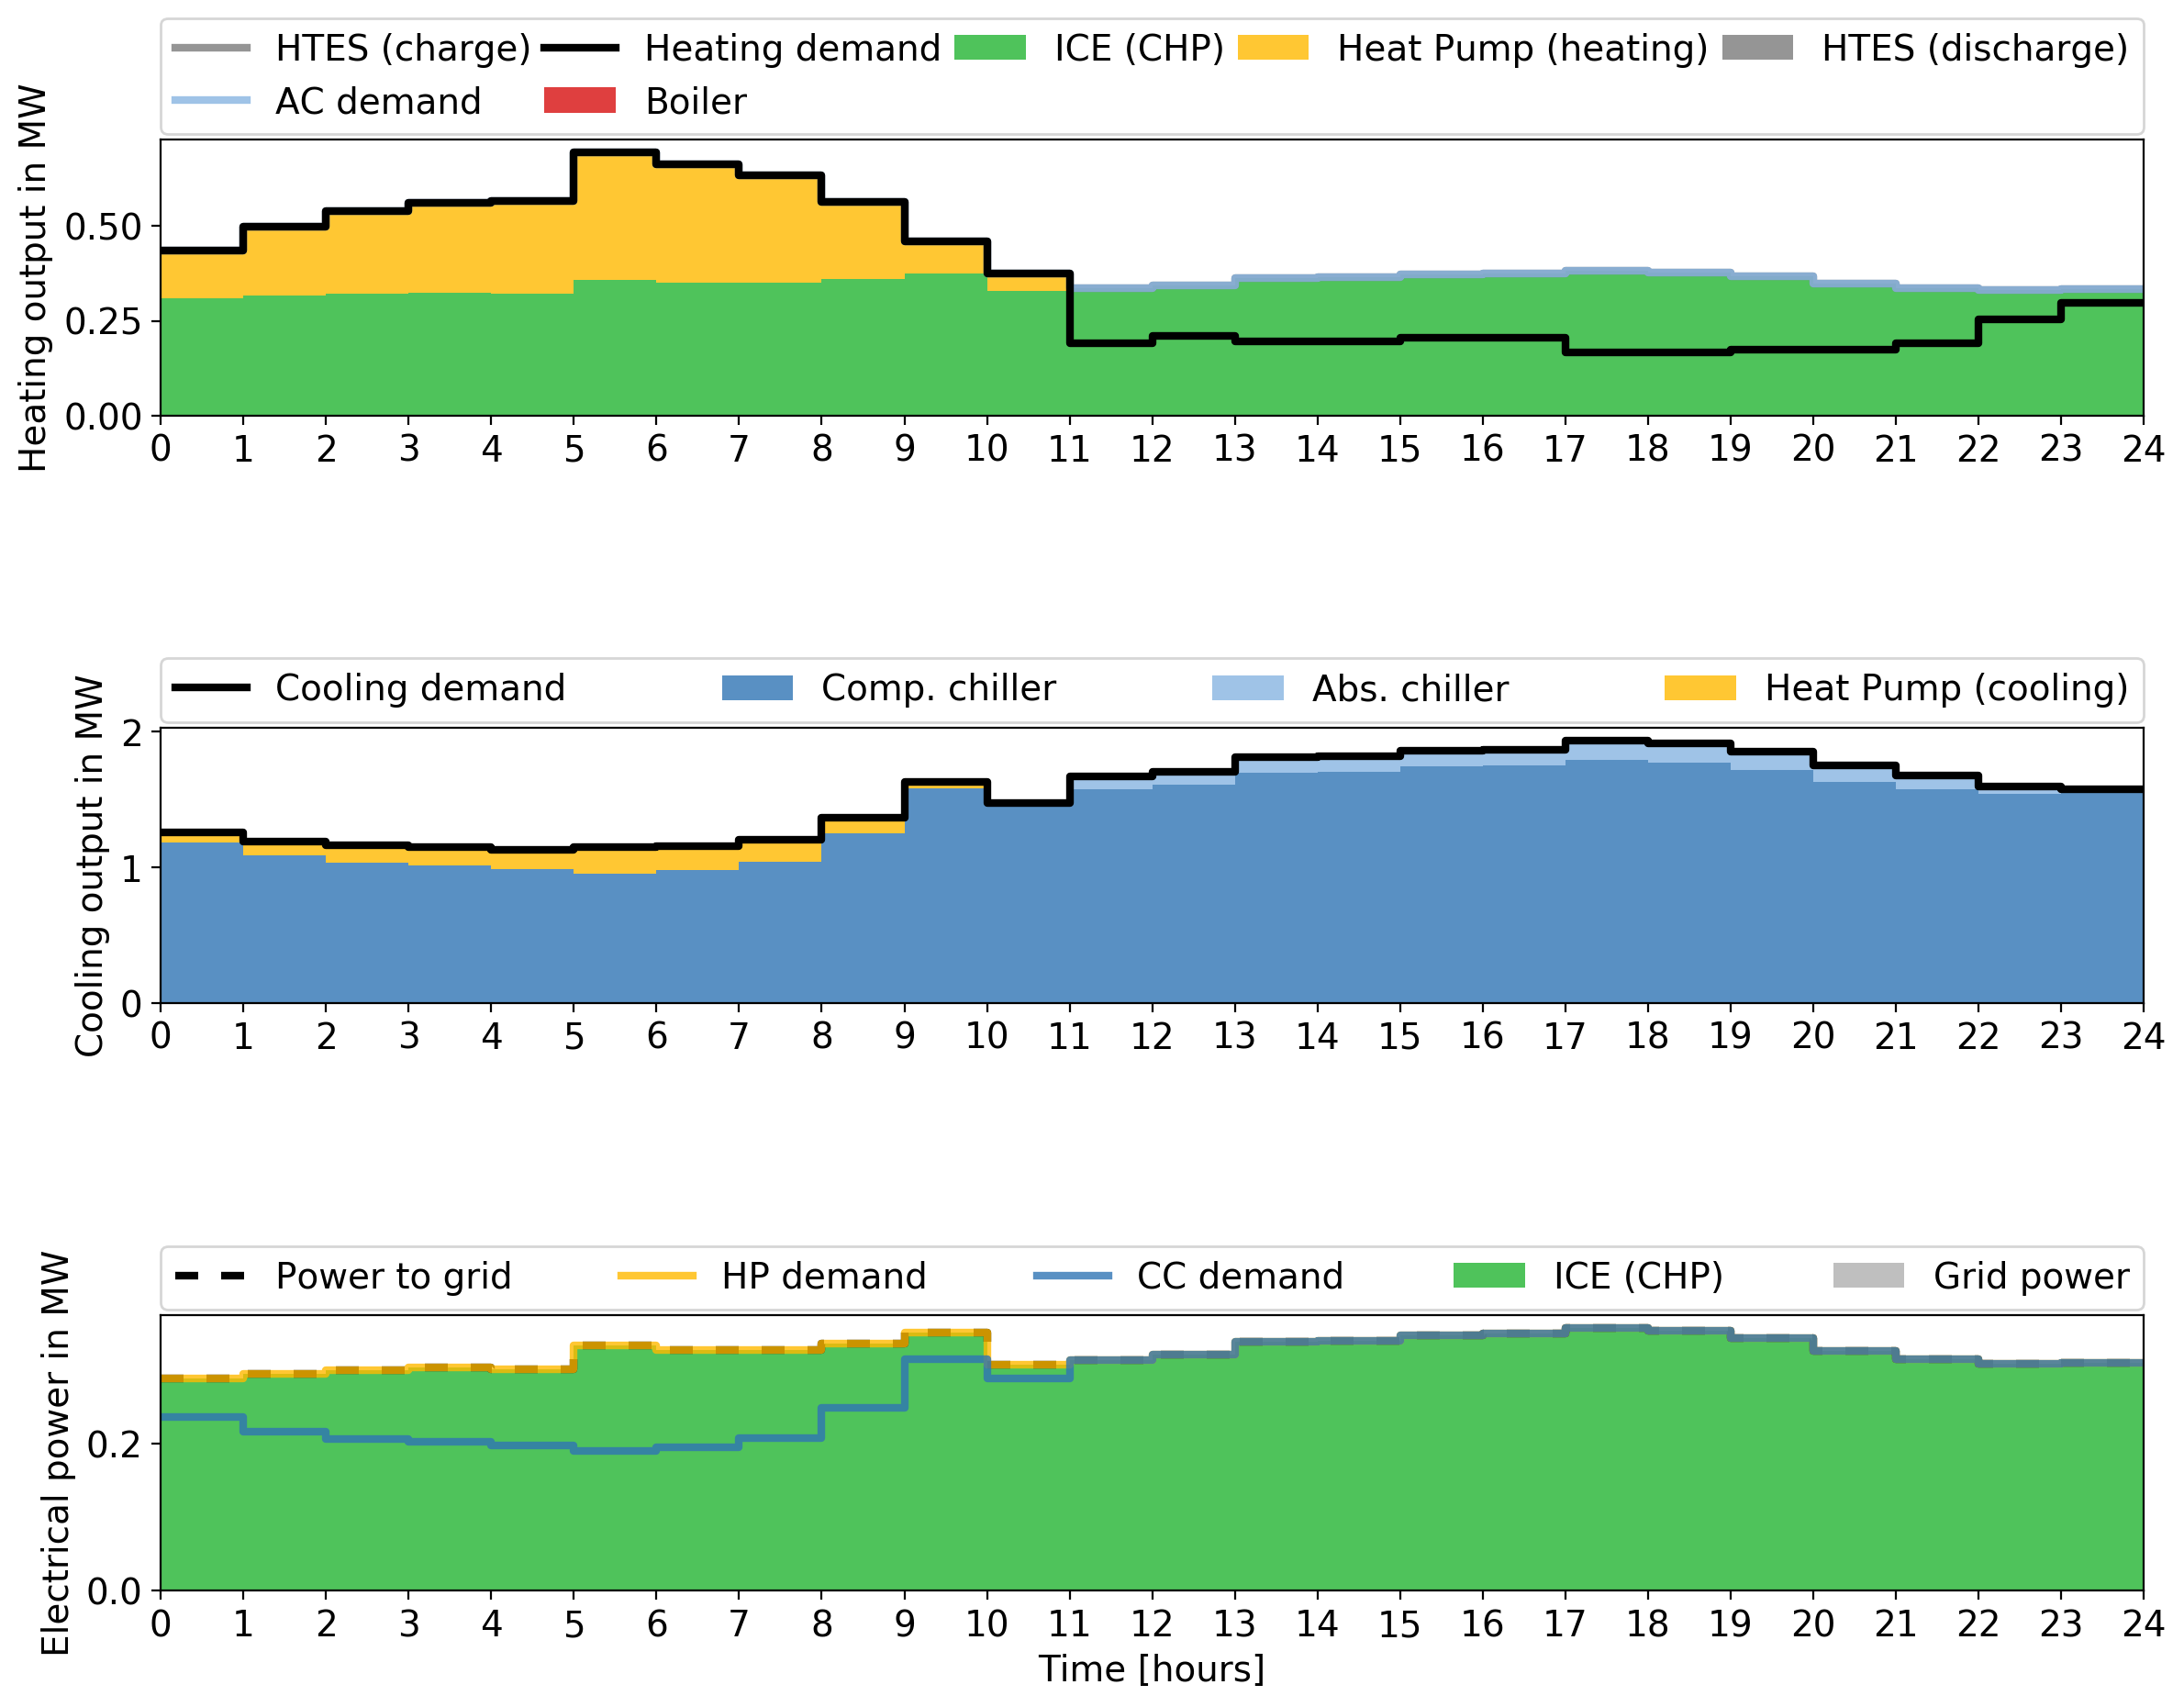 HTES (charge) Heating demand ICE (CHP) Heat Pump (heating) HTES (discharge)
AC demand Boiler
Heating output in MW
0.50
0.25
0.00
0 1 2 3 4 5 6 7 8 9 10 11 12 13 14 15 16 17 18 19 20 21 22 23 24
Cooling demand Comp. chiller Abs. chiller Heat Pump (cooling)
Cooling output in MW
2
1
0
0 1 2 3 4 5 6 7 8 9 10 11 12 13 14 15 16 17 18 19 20 21 22 23 24
Power to grid HP demand CC demand ICE (CHP) Grid power
Electrical power in MW
0.2
0.0
0 1 2 3 4 5 6 7 8 9 10 11 12 13 14 15 16 17 18 19 20 21 22 23 24
Time [hours]